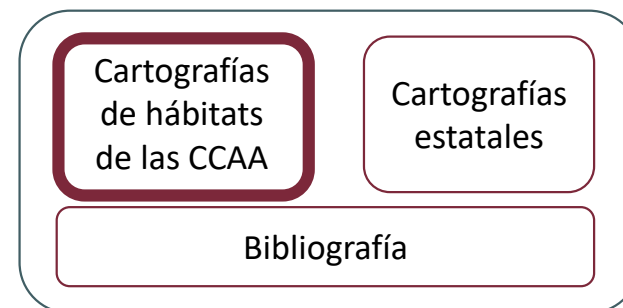 Cartografías
de hábitats
de las CCAA
Cartografías
estatales
Bibliografía